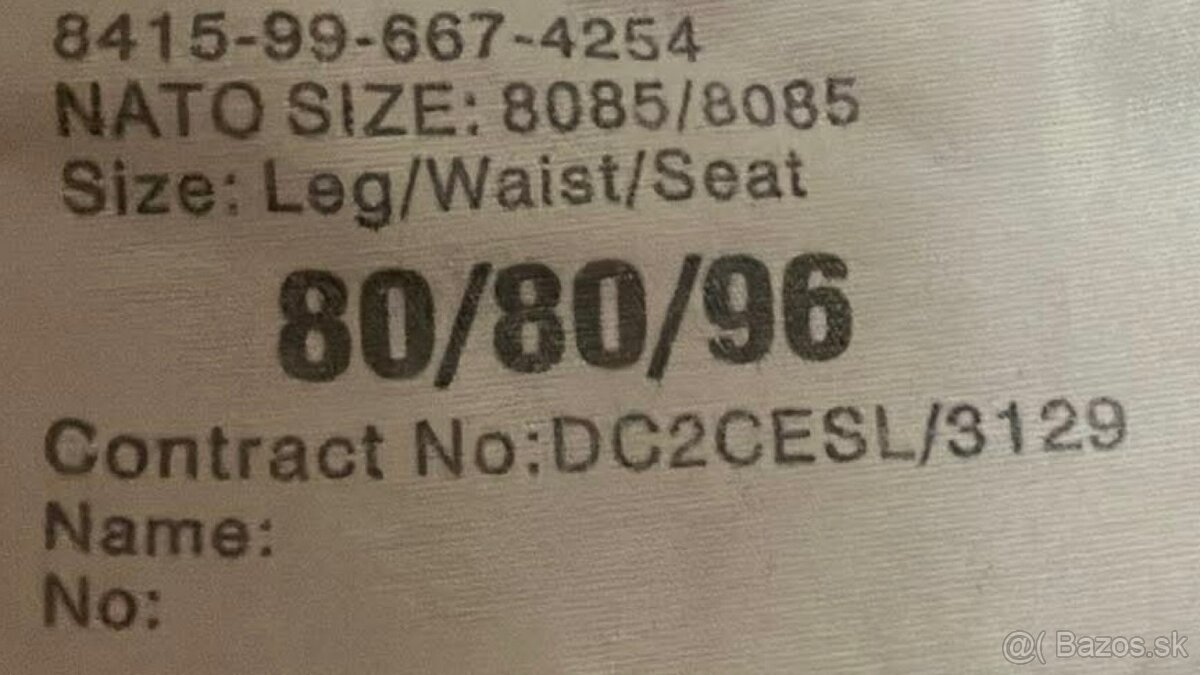 8415-99-667-4254
NATO SIZE: 8085/8085
Size: Leg/Waist/Seat
80/80/96
Contract No:DC2CESL/3129
Name:
No:
@( Bazos.sk